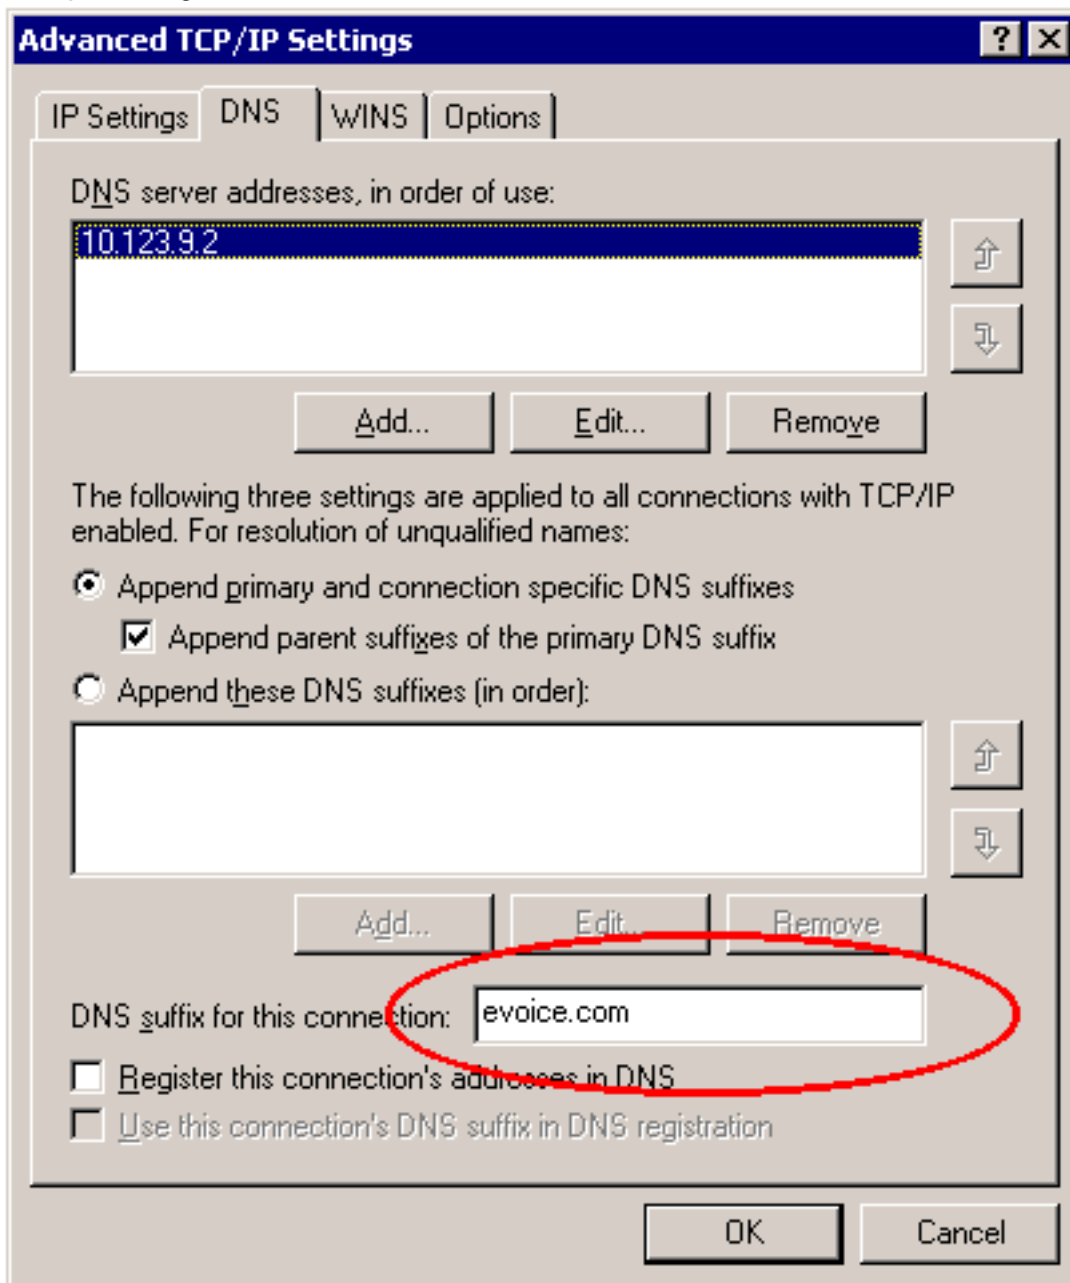 Advanced TCP/IP Settings
IP Settings DNS WINS Options
DNS server addresses, in order of use:
10.123.9.2
Add... Edit... Remove
The following three settings are applied to all connections with TCP/IP
enabled. For resolution of unqualified names:
Append primary and connection specific DNS suffixes
Append parent suffixes of the primary DNS suffix
Append these DNS suffixes (in order):
Add... Edit... Remove
DNS suffix for this connection: evoice.com
Register this connection's addresses in DNS
Use this connection's DNS suffix in DNS registration
OK Cancel